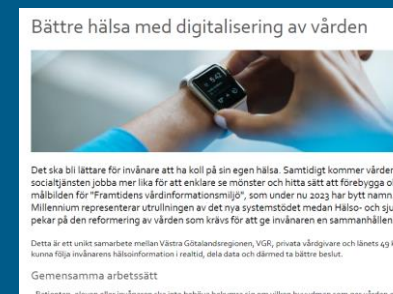 Bättre hälsa med digitalisering av vården
Det ska bli lättare för invånare att ha koll på sin egen hälsa. Samtidigt kommer vården
socialtjänsten jobba mer lika för att enklare se mönster och hitta sätt att förebygga
målbilden för "Framtidens vårdinformationsmiljö", som under nu 2023 har bytt namn.
Millennium representerar utrullningen av det nya systemstödet medan Hälso- och
pekar på den reformering av vården som krävs för att ge invånaren en sammanhållen
Detta är ett unikt samarbete mellan Västra Götalandsregionen, VGR, privata vårdgivare och länets 49
kunna följa invånarens hälsoinformation i realtid, dela data och därmed ta bättre beslut.
Gemensamma arbetssätt